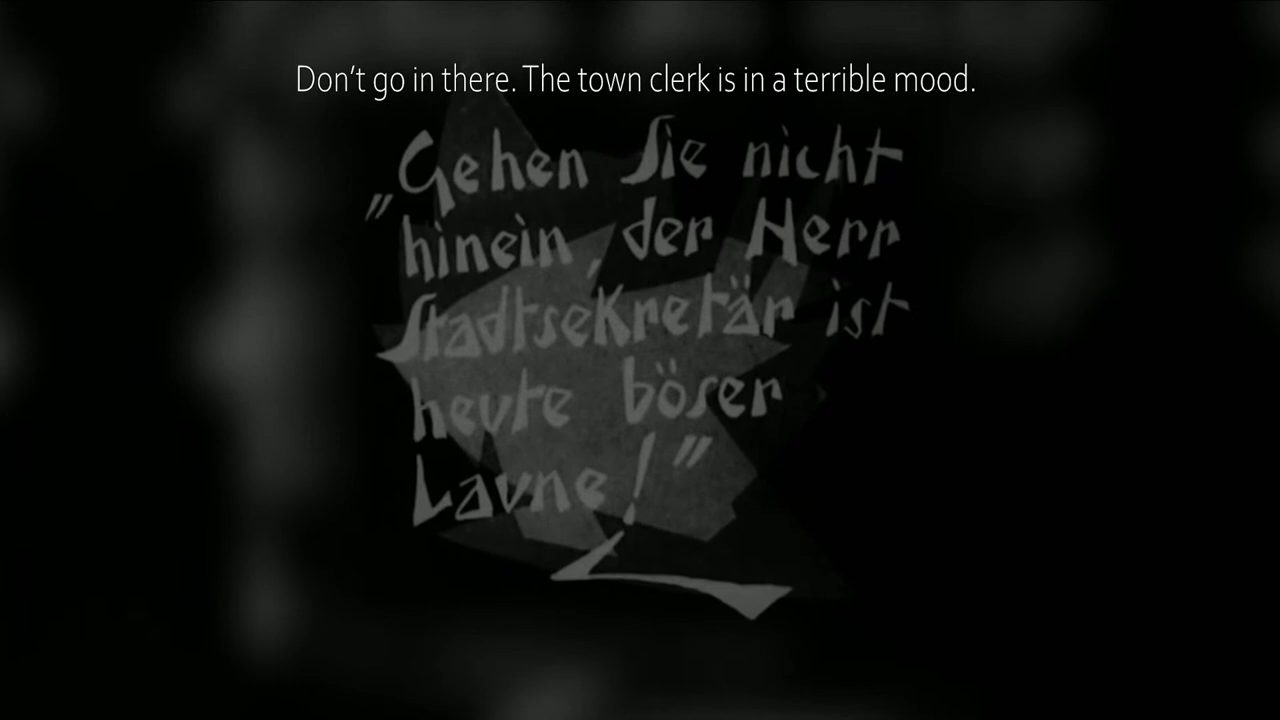 Don't go in there. The town clerk is in a terrible mood.
„Gehen Sie nicht
hinein, der Herr
Stadtsekretär ist
heute böser
Laune!”